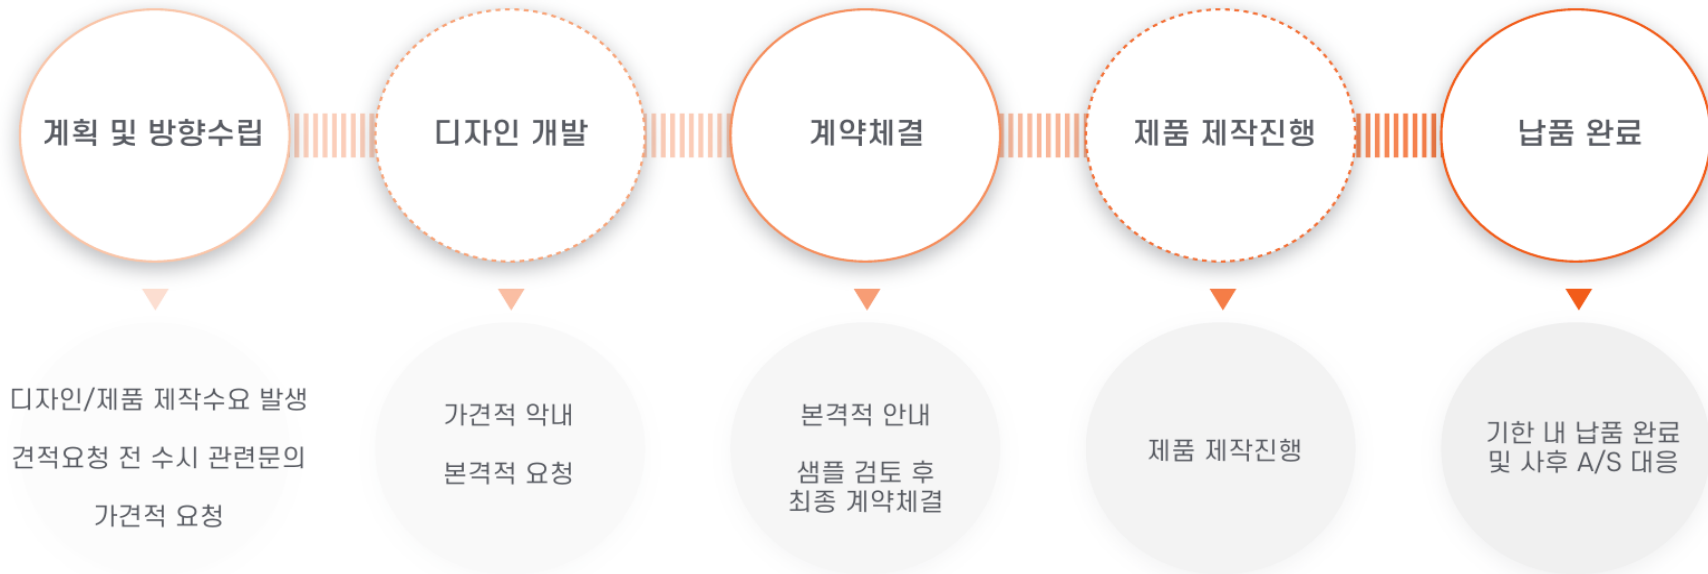 계획 및 방향수립
디자인 개발
계약체결
제품 제작진행
납품 완료
디자인/제품 제작수요 발생
견적요청 전 수시 관련문의
가견적 요청
가견적 악내
본격적 요청
본격적 안내
샘플 검토 후
최종 계약체결
제품 제작진행
기한 내 납품 완료
및 사후 A/S 대응